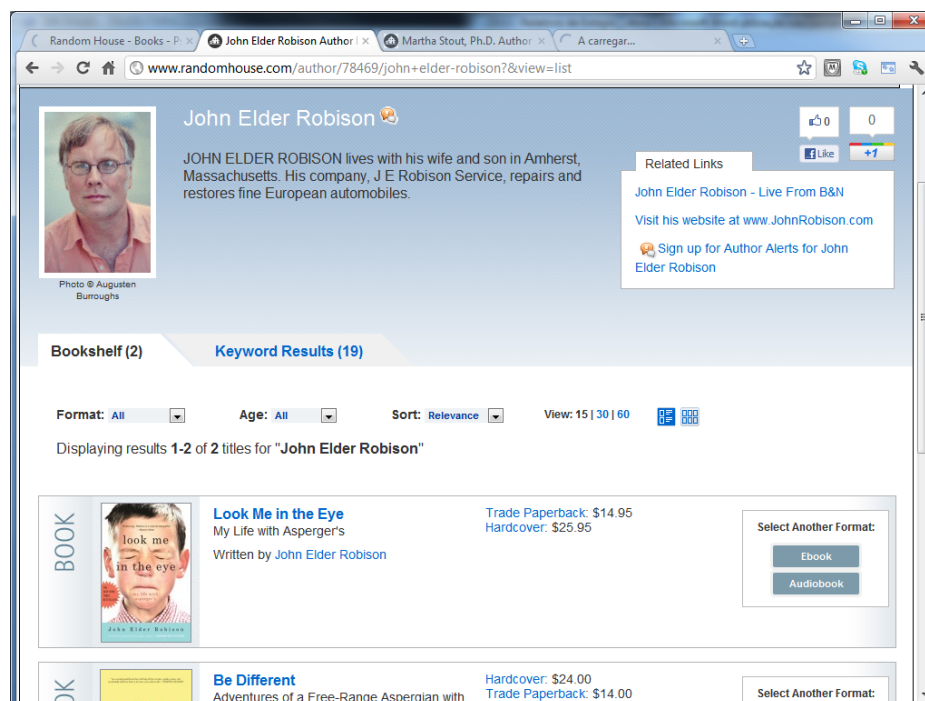 Random House - Books - P
John Elder Robison Author
Martha Stout, Ph.D. Author
A carregar...
www.randomhouse.com/author/78469/john+elder-robison?&view=list
John Elder Robison
JOHN ELDER ROBISON lives with his wife and son in Amherst,
Massachusetts. His company, J E Robison Service, repairs and
restores fine European automobiles.
Photo © Augusten
Burroughs
0
0
Like
+1
Related Links
John Elder Robison - Live From B&N
Visit his website at www.JohnRobison.com
Sign up for Author Alerts for John
Elder Robison
Bookshelf (2)
Keyword Results (19)
Format: All
Age: All
Sort: Relevance
View: 15 | 30 | 60
Displaying results 1-2 of 2 titles for "John Elder Robison"
BOOK
look me
in the eye
my life with
asperger's
John Elder Robison
Look Me in the Eye
My Life with Asperger's
Written by John Elder Robison
Trade Paperback: $14.95
Hardcover: $25.95
Select Another Format:
Ebook
Audiobook
Be Different
Adventures of a Free-Range Aspergian with
Hardcover: $24.00
Trade Paperback: $14.00
Select Another Format: